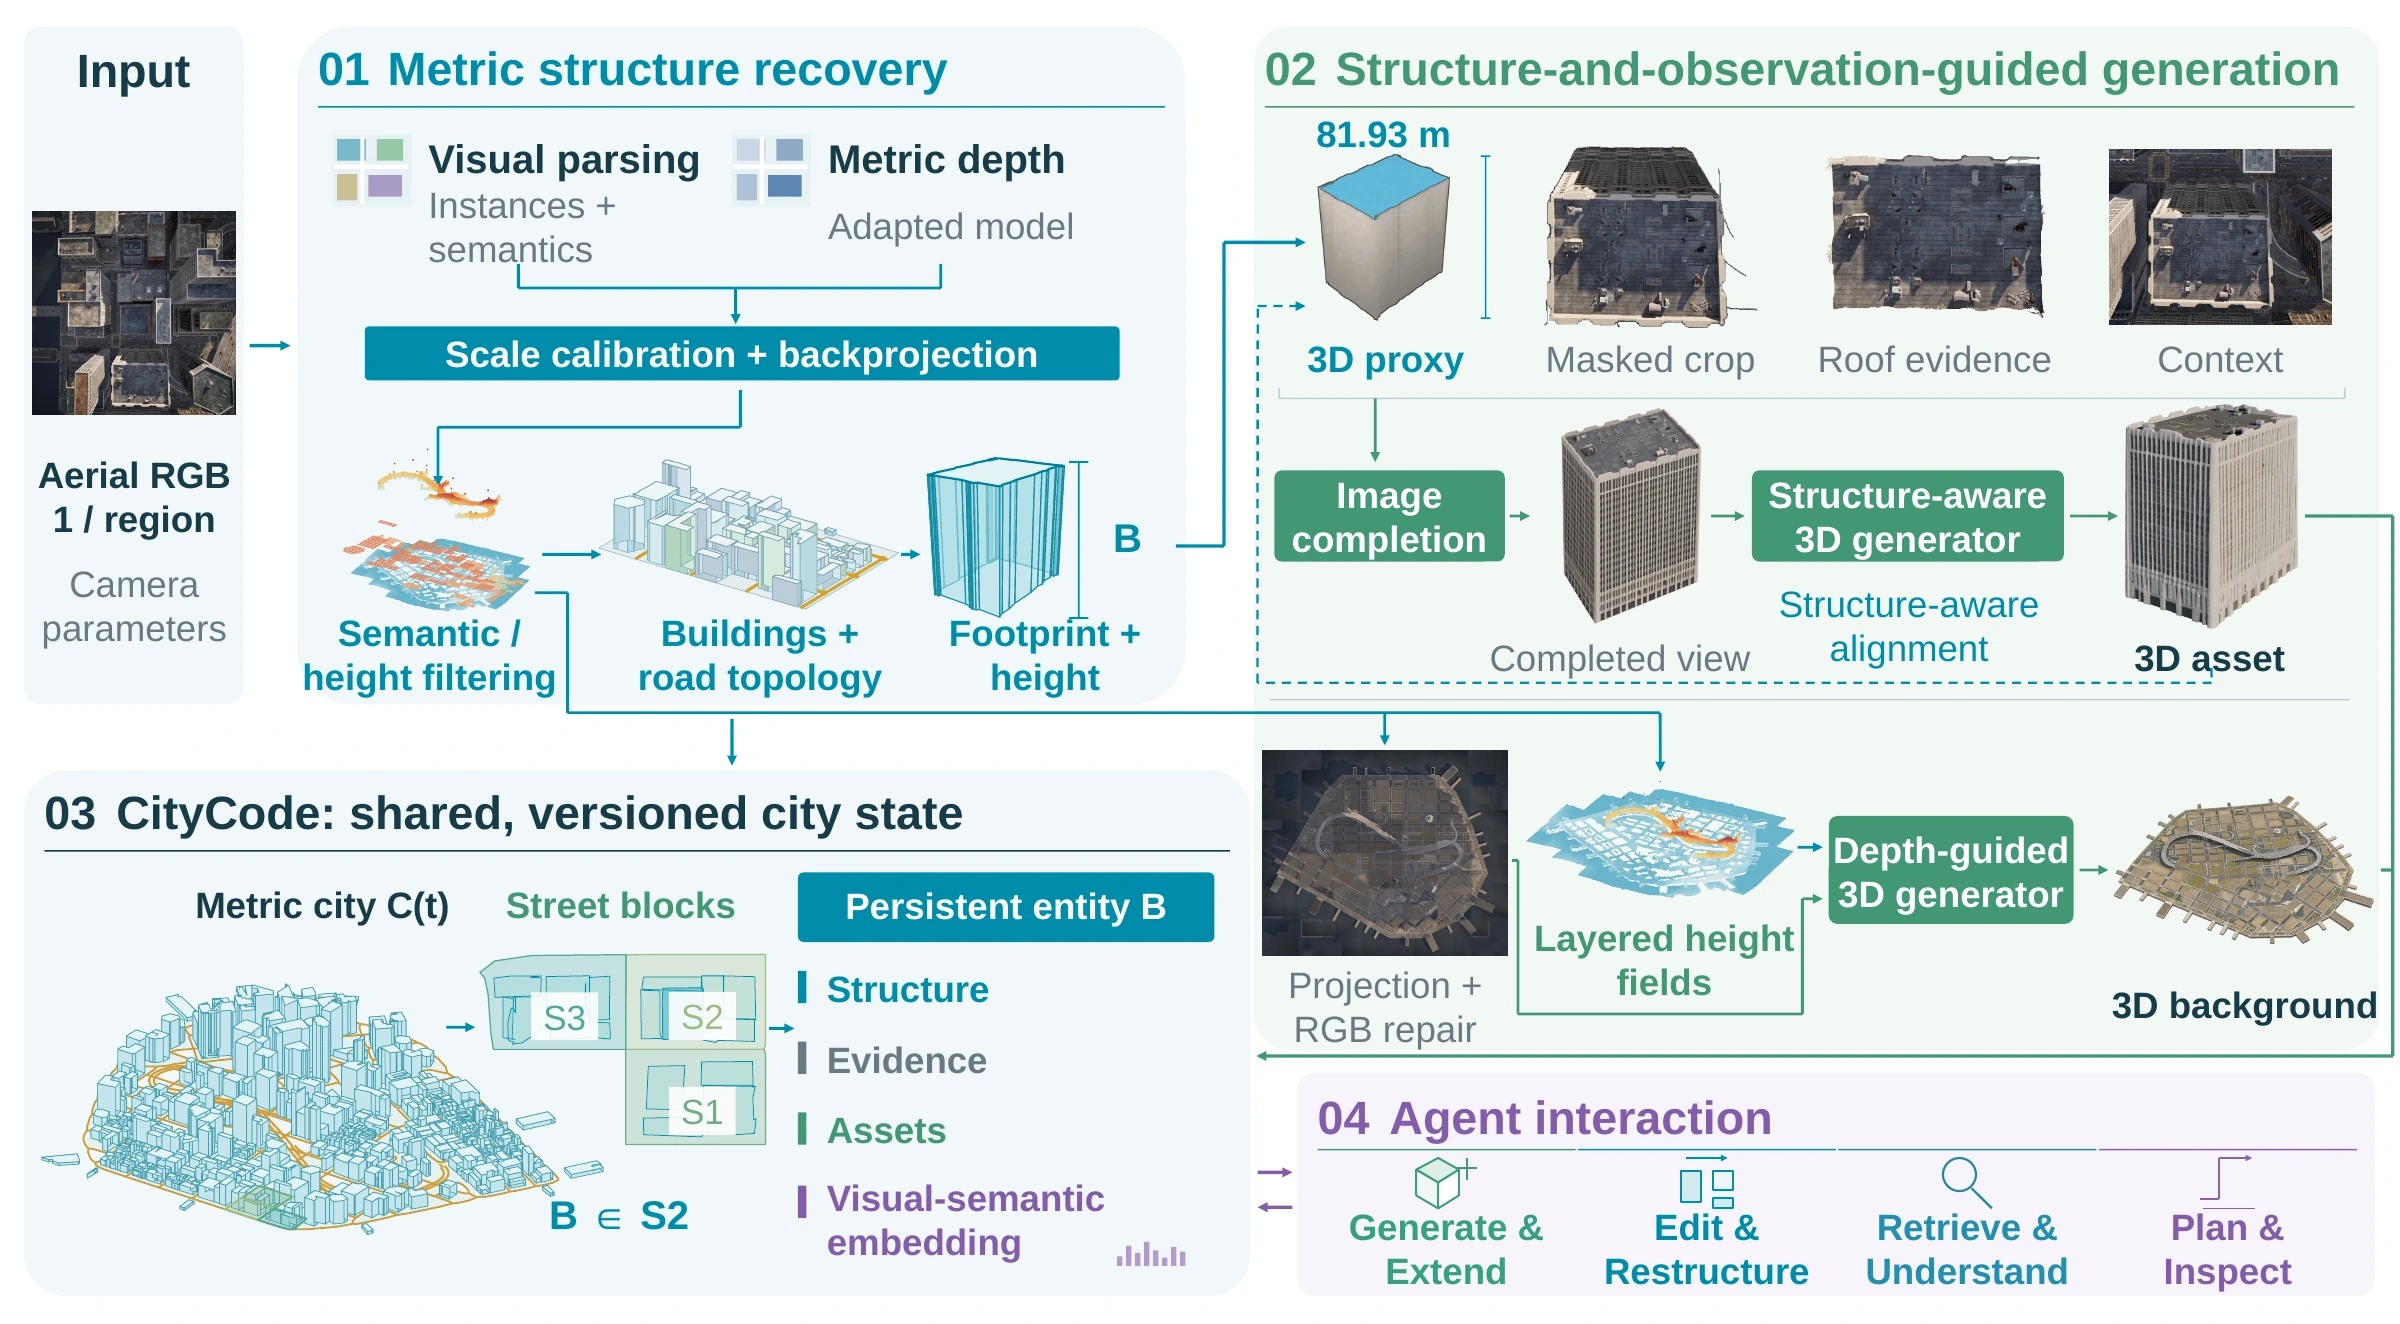 Input
Aerial RGB
1 / region
Camera
parameters
01 Metric structure recovery
Visual parsing
Instances +
semantics
Metric depth
Adapted model
Scale calibration + backprojection
B
Semantic /
height filtering
Buildings +
road topology
Footprint +
height
02 Structure-and-observation-guided generation
81.93 m
3D proxy
Masked crop
Roof evidence
Context
Image
completion
Completed view
Structure-aware
3D generator
Structure-aware
alignment
3D asset
Projection +
RGB repair
Layered height
fields
Depth-guided
3D generator
3D background
03 CityCode: shared, versioned city state
Metric city C(t)
Street blocks
S3
S2
S1
B ∈ S2
Persistent entity B
Structure
Evidence
Assets
Visual-semantic
embedding
04 Agent interaction
Generate &
Extend
Edit &
Restructure
Retrieve &
Understand
Plan &
Inspect